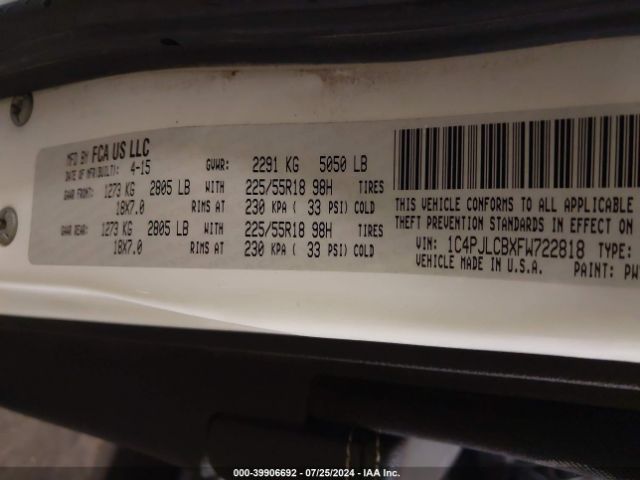 MFD BY FCA US LLC
DATE OF MFR(BUILT): 4-15 GVWR: 2291 KG 5050 LB
GAWR FRONT: 1273 KG 2805 LB WITH 225/55R18 98H TIRES
18X7.0 RIMS AT 230 KPA ( 33 PSI) COLD
GAWR REAR: 1273 KG 2805 LB WITH 225/55R18 98H TIRES
18X7.0 RIMS AT 230 KPA ( 33 PSI) COLD
THIS VEHICLE CONFORMS TO ALL APPLICABLE
THEFT PREVENTION STANDARDS IN EFFECT ON
VIN: 1C4PJLCBXFW722818 TYPE:
VEHICLE MADE IN U.S.A. PAINT: PW
000-39906692 - 07/25/2024 - IAA Inc.